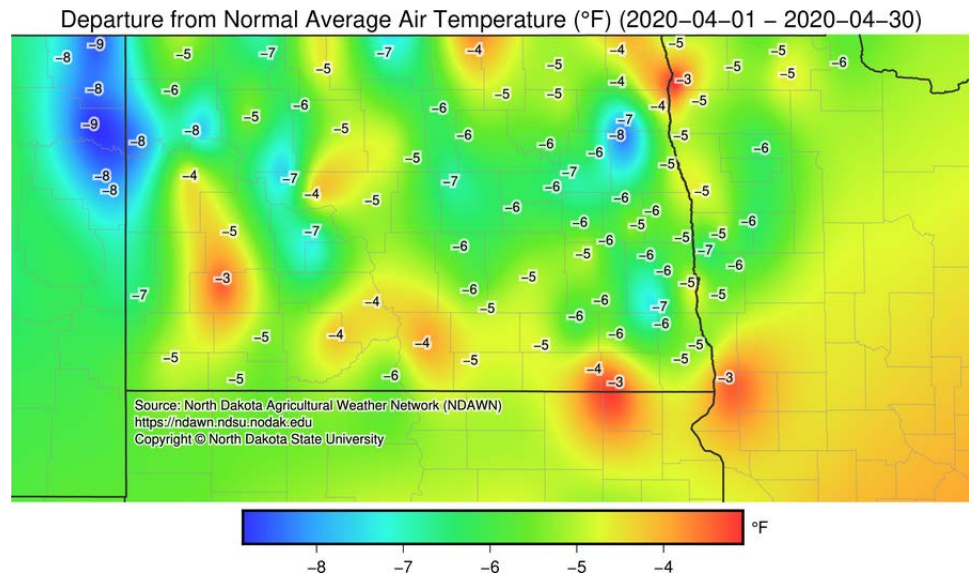 Departure from Normal Average Air Temperature (°F) (2020−04−01 − 2020−04−30)
−9 −5 −7 −4 −4 −5 −5
−8 −5 −5 −5 −5 −6
−8 −6 −5 −5 −4 −3 −5
−9 −8 −8 −5 −6 −5 −6 −6 −4 −5
−7 −8 −5 −6 −6 −6
−8 −4 −7 −4 −5 −7 −7 −6 −5
−8 −5 −6 −6 −6 −5
−5 −7 −6 −5 −6 −5 −6 −5 −5 −7
−3 −5 −6 −6 −6
−7 −4 −6 −5 −6 −7 −5 −5
−5 −4 −4 −5 −6 −6 −6 −5
−5 −5 −6 −5 −4 −3 −5 −3
Source: North Dakota Agricultural Weather Network (NDAWN)
https://ndawn.ndsu.nodak.edu
Copyright © North Dakota State University
°F
−8 −7 −6 −5 −4